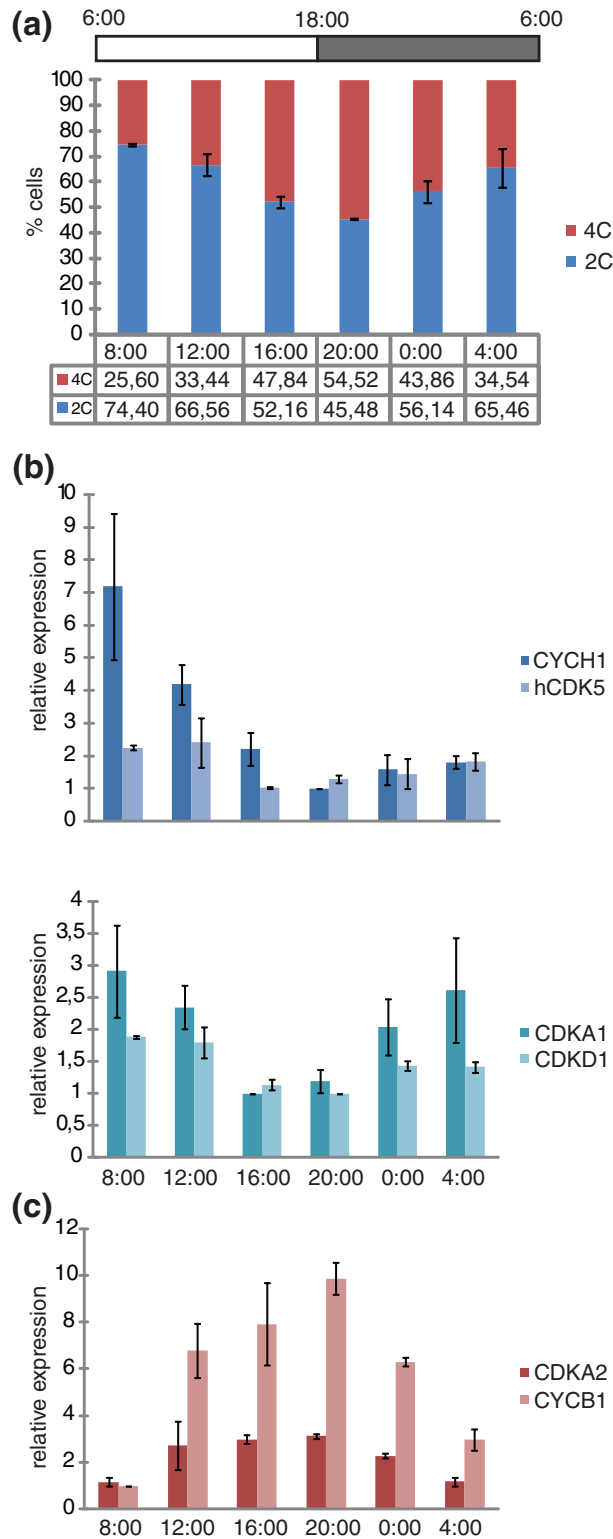 (a)
6:00 18:00 6:00
100
90
80
70
60
50
40
30
20
10
0
% cells
4C
2C
8:00 12:00 16:00 20:00 0:00 4:00
4C 25,60 33,44 47,84 54,52 43,86 34,54
2C 74,40 66,56 52,16 45,48 56,14 65,46
(b)
10
9
8
7
6
5
4
3
2
1
0
relative expression
CYCH1
hCDK5
4
3,5
3
2,5
2
1,5
1
0,5
0
relative expression
CDKA1
CDKD1
8:00 12:00 16:00 20:00 0:00 4:00
(c)
12
10
8
6
4
2
0
relative expression
CDKA2
CYCB1
8:00 12:00 16:00 20:00 0:00 4:00